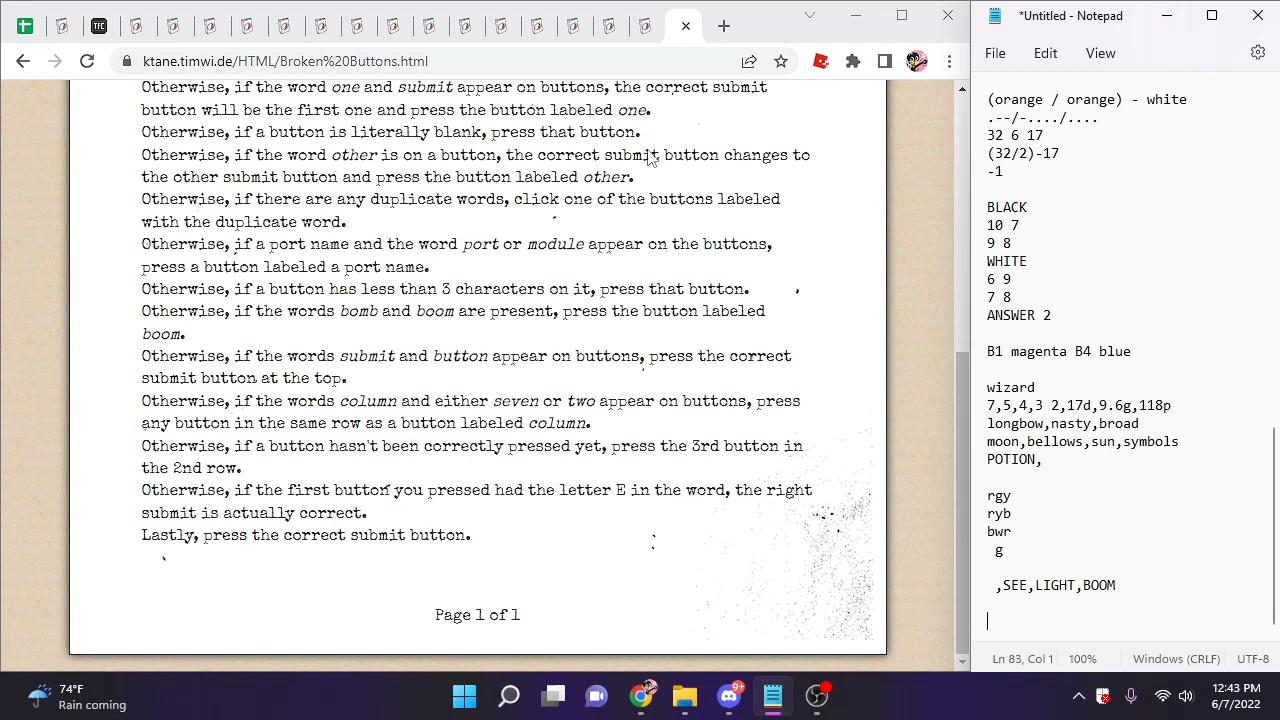 TFC
*Untitled - Notepad
ktane.timwi.de/HTML/Broken%20Buttons.html
File Edit View
Otherwise, if the word one and submit appear on buttons, the correct submit
button will be the first one and press the button labeled one.
Otherwise, if a button is literally blank, press that button.
Otherwise, if the word other is on a button, the correct submit button changes to
the other submit button and press the button labeled other.
Otherwise, if there are any duplicate words, click one of the buttons labeled
with the duplicate word.
Otherwise, if a port name and the word port or module appear on the buttons,
press a button labeled a port name.
Otherwise, if a button has less than 3 characters on it, press that button.
Otherwise, if the words bomb and boom are present, press the button labeled
boom.
Otherwise, if the words submit and button appear on buttons, press the correct
submit button at the top.
Otherwise, if the words column and either seven or two appear on buttons, press
any button in the same row as a button labeled column.
Otherwise, if a button hasn't been correctly pressed yet, press the 3rd button in
the 2nd row.
Otherwise, if the first button you pressed had the letter E in the word, the right
submit is actually correct.
Lastly, press the correct submit button.
Page 1 of 1
(orange / orange) - white
.--/-..../....
32 6 17
(32/2)-17
-1
BLACK
10 7
9 8
WHITE
6 9
7 8
ANSWER 2
B1 magenta B4 blue
wizard
7,5,4,3 2,17d,9.6g,118p
longbow,nasty,broad
moon,bellows,sun,symbols
POTION,
rgy
ryb
bwr
g
,SEE,LIGHT,BOOM
Ln 83, Col 1 100% Windows (CRLF) UTF-8
74°F
Rain coming
9+
12:43 PM
6/7/2022